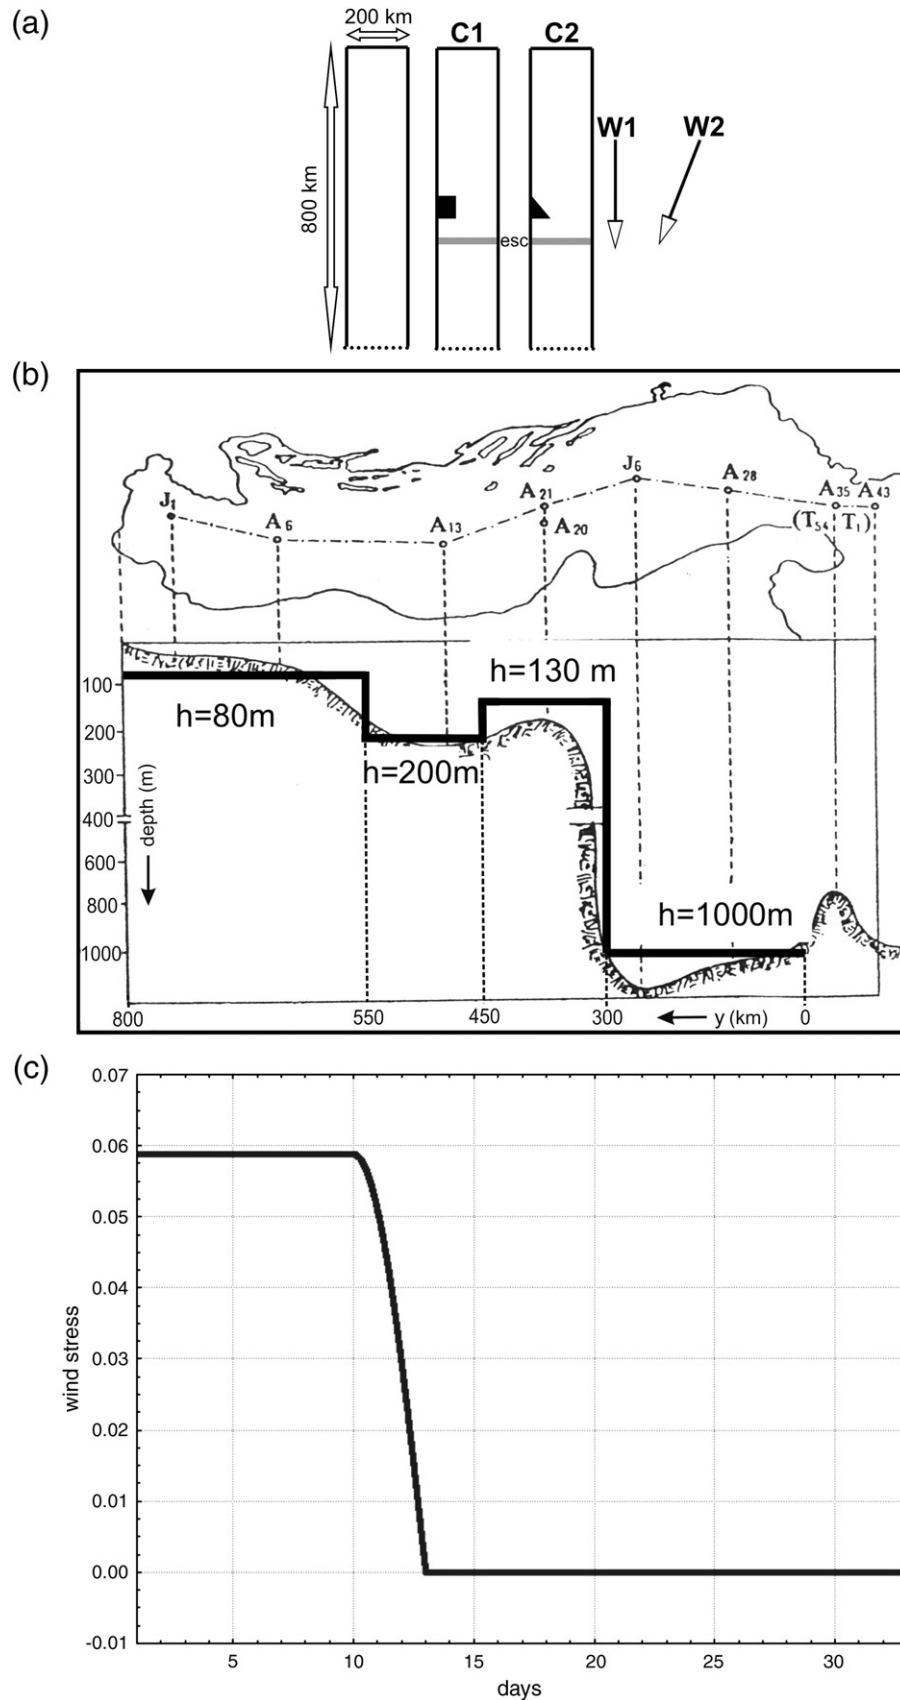 (a)
200 km
C1
C2
800 km
W1
W2
esc
(b)
J1
A6
A13
A21
A20
J6
A28
A35
A43
(T54
T1)
100
200
300
400
600
800
1000
depth (m)
h=80m
h=200m
h=130 m
h=1000m
800
550
450
300
y (km)
0
(c)
0.07
0.06
0.05
0.04
0.03
0.02
0.01
0.00
-0.01
wind stress
5
10
15
20
25
30
days